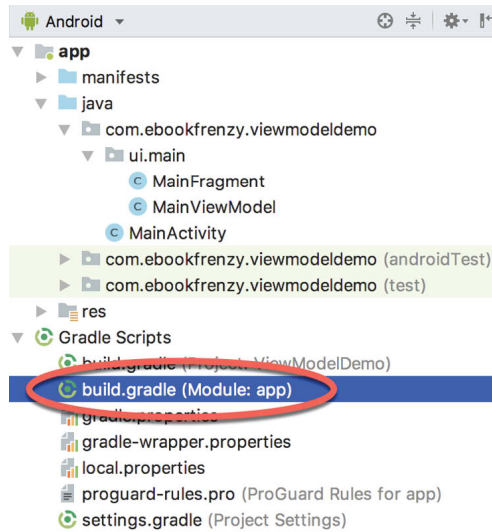 Android
app
manifests
java
com.ebookfrenzy.viewmodeldemo
ui.main
MainFragment
MainViewModel
MainActivity
com.ebookfrenzy.viewmodeldemo (androidTest)
com.ebookfrenzy.viewmodeldemo (test)
res
Gradle Scripts
build.gradle (Project: ViewModelDemo)
build.gradle (Module: app)
gradle.properties
gradle-wrapper.properties
local.properties
proguard-rules.pro (ProGuard Rules for app)
settings.gradle (Project Settings)